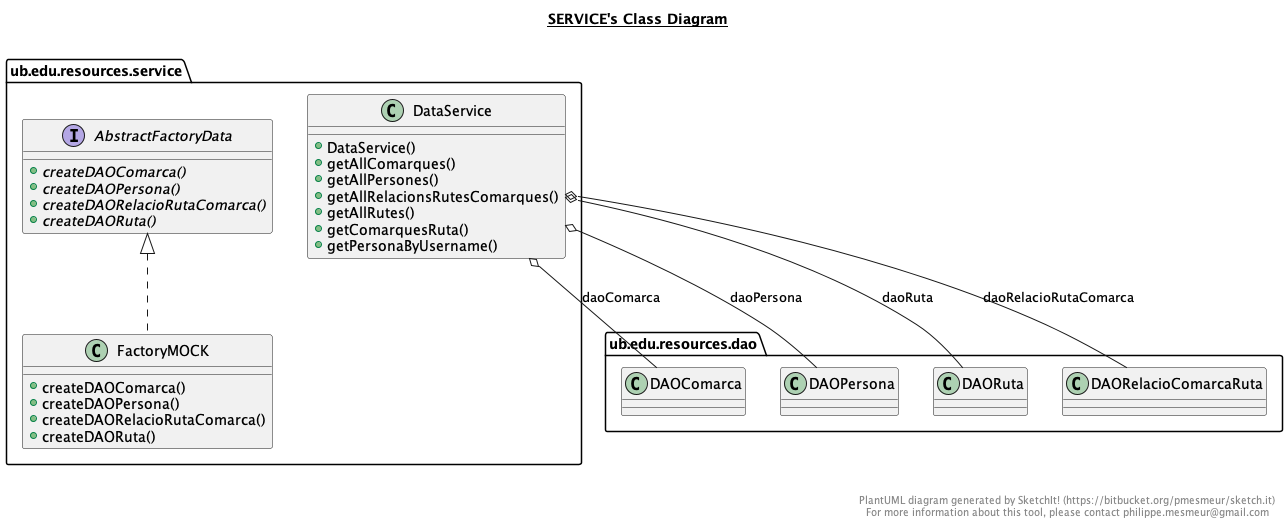 SERVICE's Class Diagram
ub.edu.resources.service
C DataService
DataService()
getAllComarques()
getAllPersones()
getAllRelacionsRutesComarques()
getAllRutes()
getComarquesRuta()
getPersonaByUsername()
I AbstractFactoryData
createDAOComarca()
createDAOPersona()
createDAORelacioRutaComarca()
createDAORuta()
C FactoryMOCK
createDAOComarca()
createDAOPersona()
createDAORelacioRutaComarca()
createDAORuta()
daoComarca
daoPersona
daoRuta
daoRelacioRutaComarca
ub.edu.resources.dao
C DAOComarca
C DAOPersona
C DAORuta
C DAORelacioComarcaRuta
PlantUML diagram generated by SketchIt! (https://bitbucket.org/pmesmeur/sketch.it)
For more information about this tool, please contact philippe.mesmeur@gmail.com